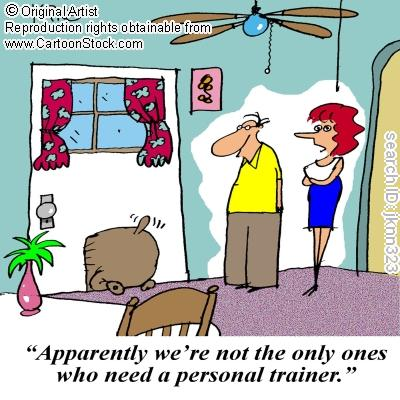 © Original Artist
Reproduction rights obtainable from
www.CartoonStock.com
search ID: jknn323
"Apparently we're not the only ones
who need a personal trainer."